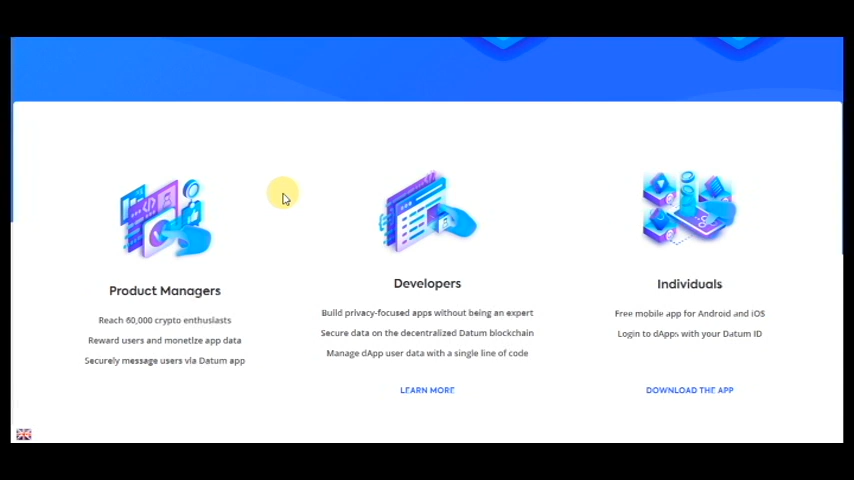 Product Managers
Reach 60,000 crypto enthusiasts
Reward users and monetize app data
Securely message users via Datum app
Developers
Build privacy-focused apps without being an expert
Secure data on the decentralized Datum blockchain
Manage dApp user data with a single line of code
LEARN MORE
Individuals
Free mobile app for Android and iOS
Login to dApps with your Datum ID
DOWNLOAD THE APP